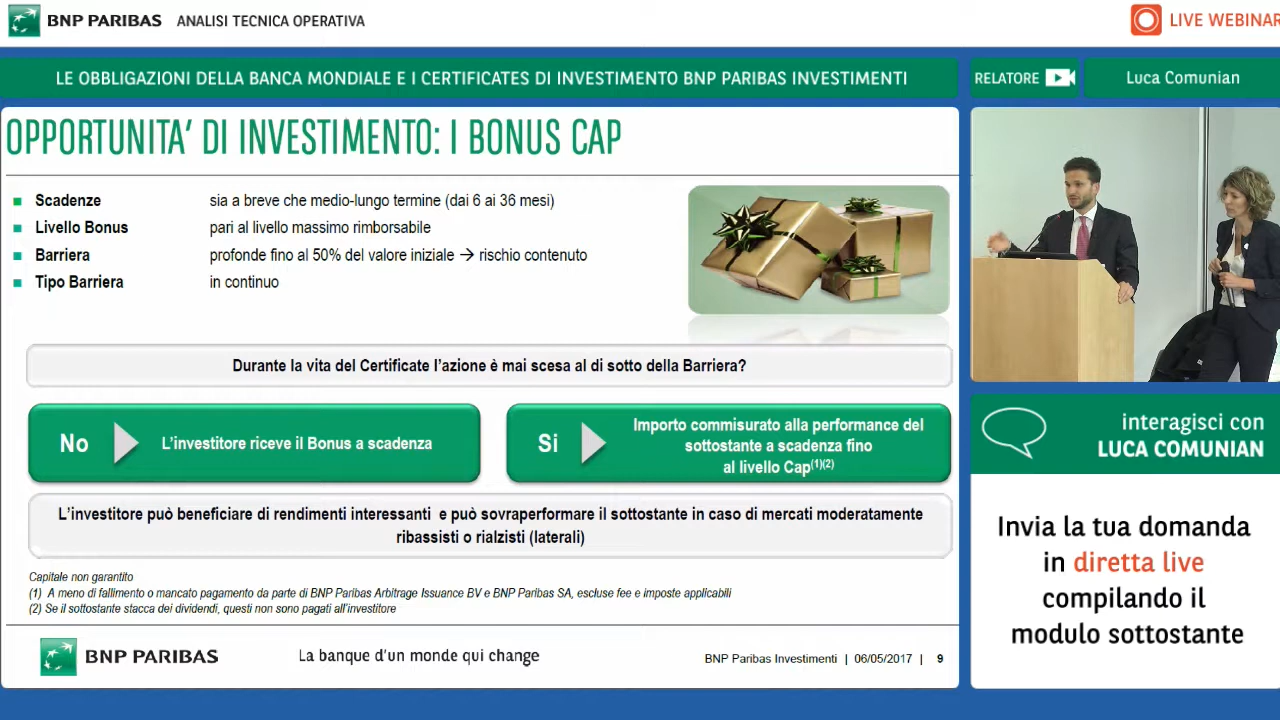 BNP PARIBAS ANALISI TECNICA OPERATIVA
LIVE WEBINAR
LE OBBLIGAZIONI DELLA BANCA MONDIALE E I CERTIFICATES DI INVESTIMENTO BNP PARIBAS INVESTIMENTI
RELATORE
Luca Comunian
OPPORTUNITA' DI INVESTIMENTO: I BONUS CAP
Scadenze sia a breve che medio-lungo termine (dai 6 ai 36 mesi)
Livello Bonus pari al livello massimo rimborsabile
Barriera profonde fino al 50% del valore iniziale → rischio contenuto
Tipo Barriera in continuo
Durante la vita del Certificate l'azione è mai scesa al di sotto della Barriera?
No L'investitore riceve il Bonus a scadenza
Si
Importo commisurato alla performance del
sottostante a scadenza fino
al livello Cap(1)(2)
L'investitore può beneficiare di rendimenti interessanti e può sovraperformare il sottostante in caso di mercati moderatamente
ribassisti o rialzisti (laterali)
Capitale non garantito
(1) A meno di fallimento o mancato pagamento da parte di BNP Paribas Arbitrage Issuance BV e BNP Paribas SA, escluse fee e imposte applicabili
(2) Se il sottostante stacca dei dividendi, questi non sono pagati all'investitore
BNP PARIBAS La banque d'un monde qui change BNP Paribas Investimenti | 06/05/2017 | 9
interagisci con
LUCA COMUNIAN
Invia la tua domanda
in diretta live
compilando il
modulo sottostante